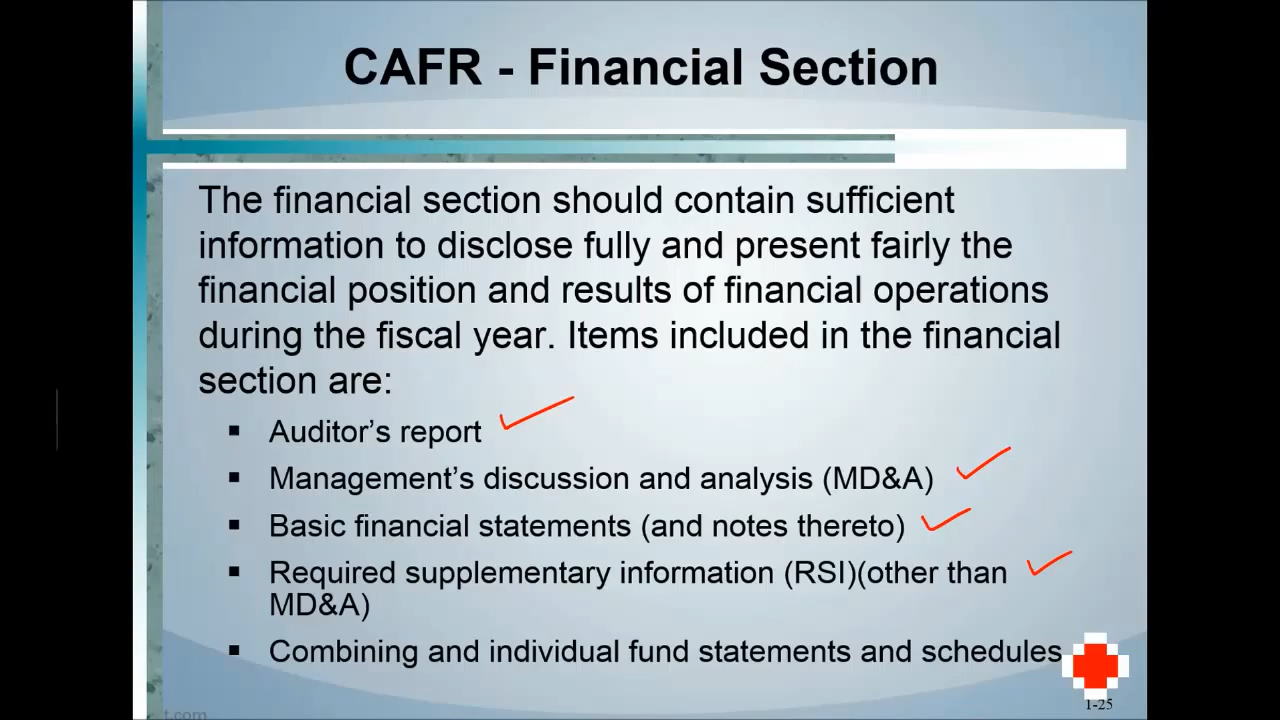 CAFR - Financial Section
The financial section should contain sufficient
information to disclose fully and present fairly the
financial position and results of financial operations
during the fiscal year. Items included in the financial
section are:
▪ Auditor's report
▪ Management's discussion and analysis (MD&A)
▪ Basic financial statements (and notes thereto)
▪ Required supplementary information (RSI)(other than
MD&A)
▪ Combining and individual fund statements and schedules
1-25
t.com